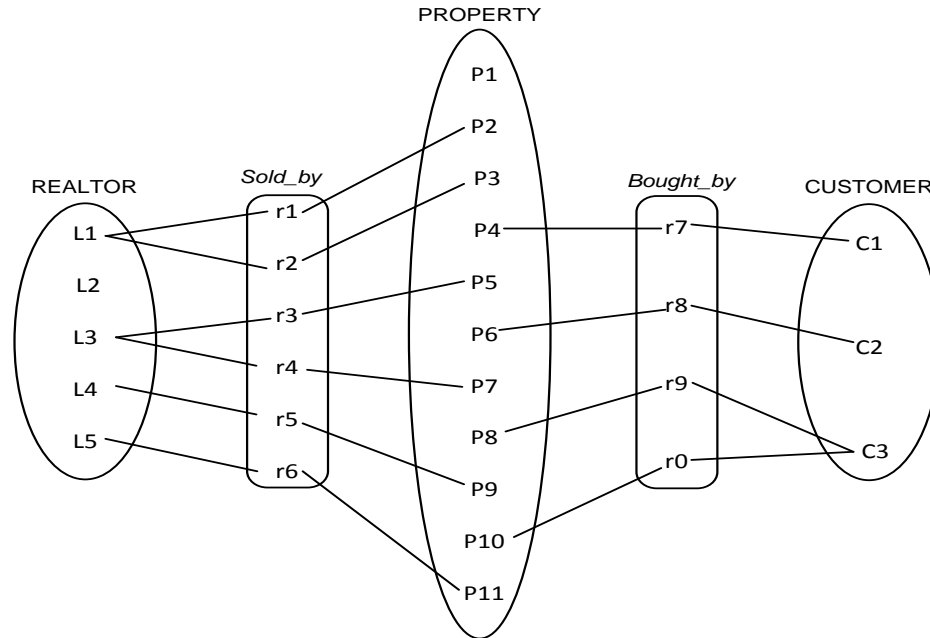 PROPERTY
REALTOR
Sold_by
Bought_by
CUSTOMER
L1
L2
L3
L4
L5
r1
r2
r3
r4
r5
r6
P1
P2
P3
P4
P5
P6
P7
P8
P9
P10
P11
r7
r8
r9
r0
C1
C2
C3